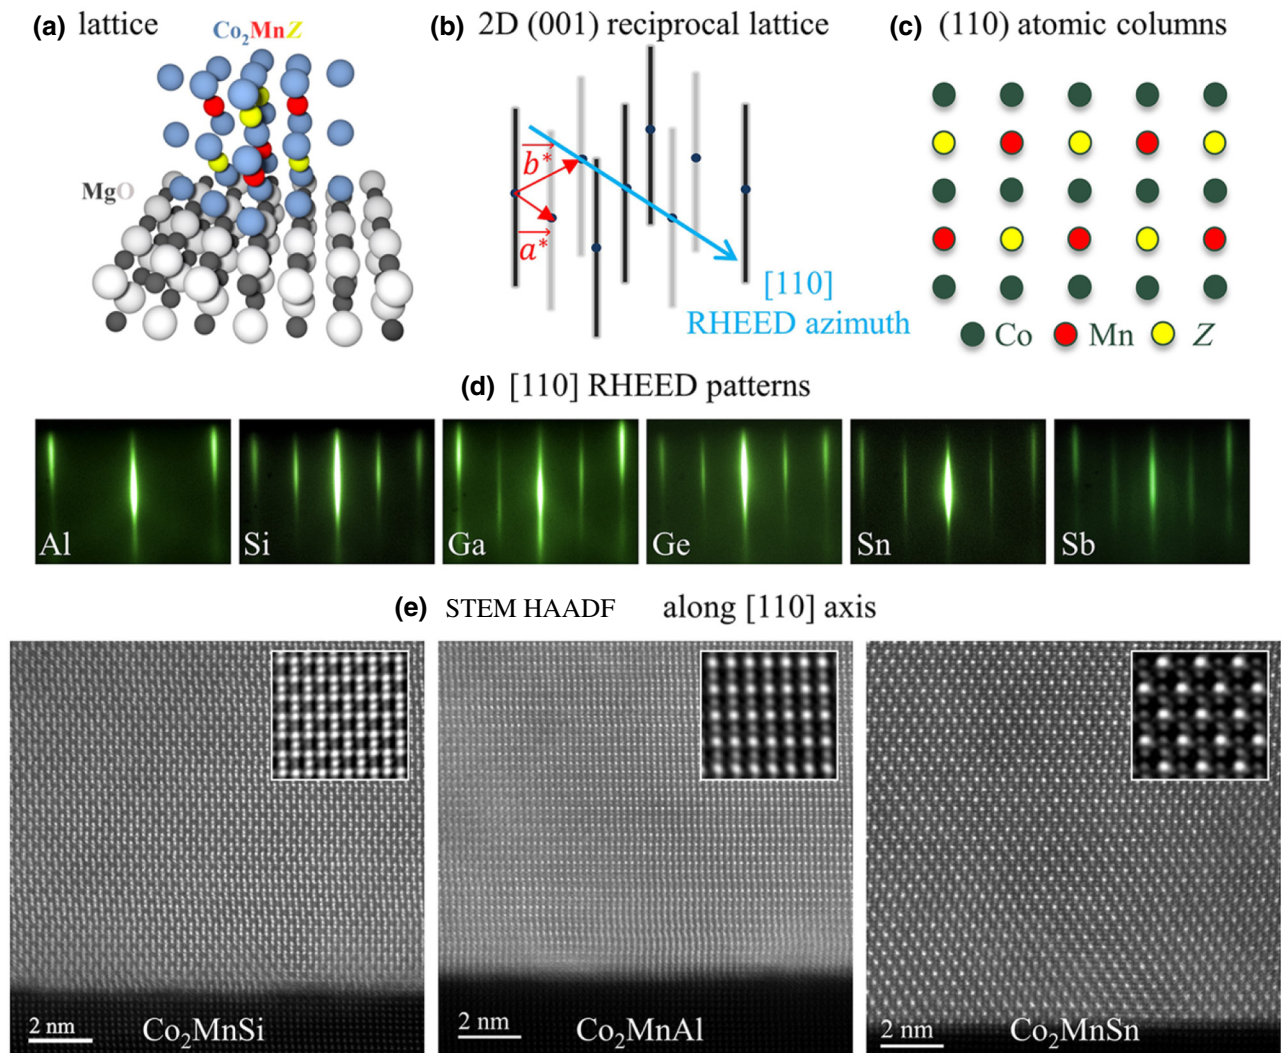 (a) lattice
Co2MnZ
MgO
(b) 2D (001) reciprocal lattice
b*
a*
[110]
RHEED azimuth
(c) (110) atomic columns
Co Mn Z
(d) [110] RHEED patterns
Al Si Ga Ge Sn Sb
(e) STEM HAADF along [110] axis
2 nm Co2MnSi
2 nm Co2MnAl
2 nm Co2MnSn